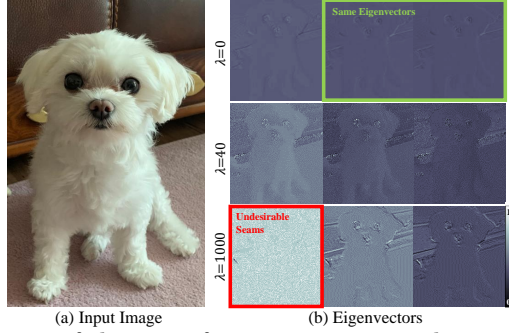 Same Eigenvectors
λ=0
λ=40
Undesirable
Seams
λ=1000
(a) Input Image
(b) Eigenvectors